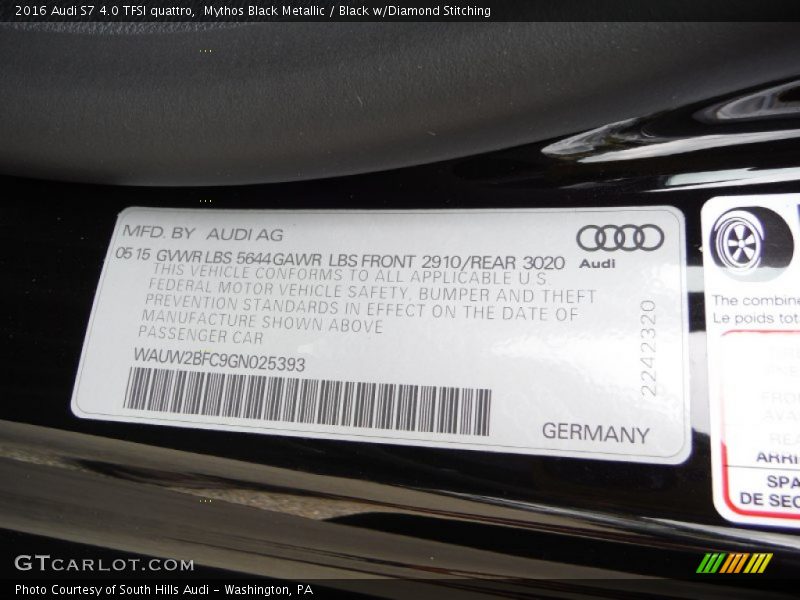 2016 Audi S7 4.0 TFSI quattro,  Mythos Black Metallic / Black w/Diamond Stitching
MFD. BY AUDI AG
05 15 GVWR LBS 5644 GAWR LBS FRONT 2910/REAR 3020
THIS VEHICLE CONFORMS TO ALL APPLICABLE U.S.
FEDERAL MOTOR VEHICLE SAFETY, BUMPER AND THEFT
PREVENTION STANDARDS IN EFFECT ON THE DATE OF
MANUFACTURE SHOWN ABOVE
PASSENGER CAR
WAUW2BFC9GN025393
Audi
2242320
GERMANY
The combine
Le poids tot
ARRI
SPA
DE SEC
GTCARLOT.COM
Photo Courtesy of South Hills Audi - Washington, PA